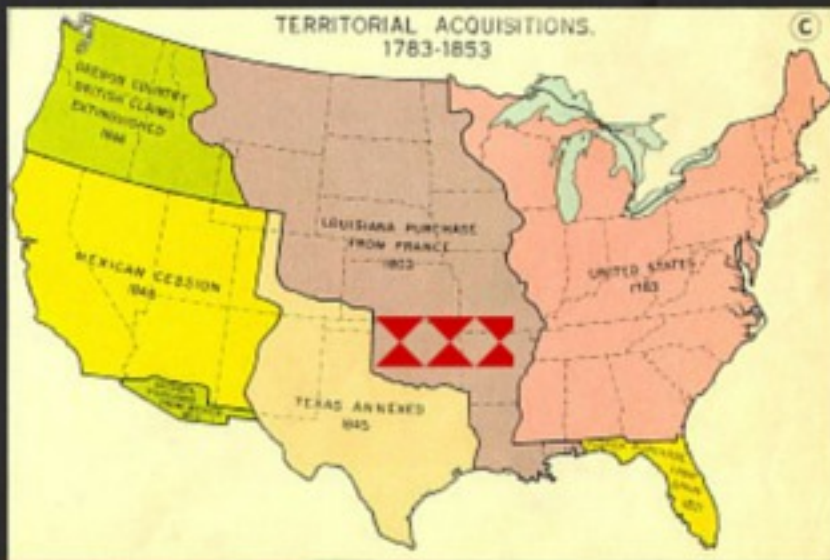 TERRITORIAL ACQUISITIONS.
1783-1853
C
OREGON COUNTRY
BRITISH CLAIMS
EXTINGUISHED
1846
LOUISIANA PURCHASE
FROM FRANCE
1803
MEXICAN CESSION
1848
UNITED STATES
1783
TEXAS ANNEXED
1845